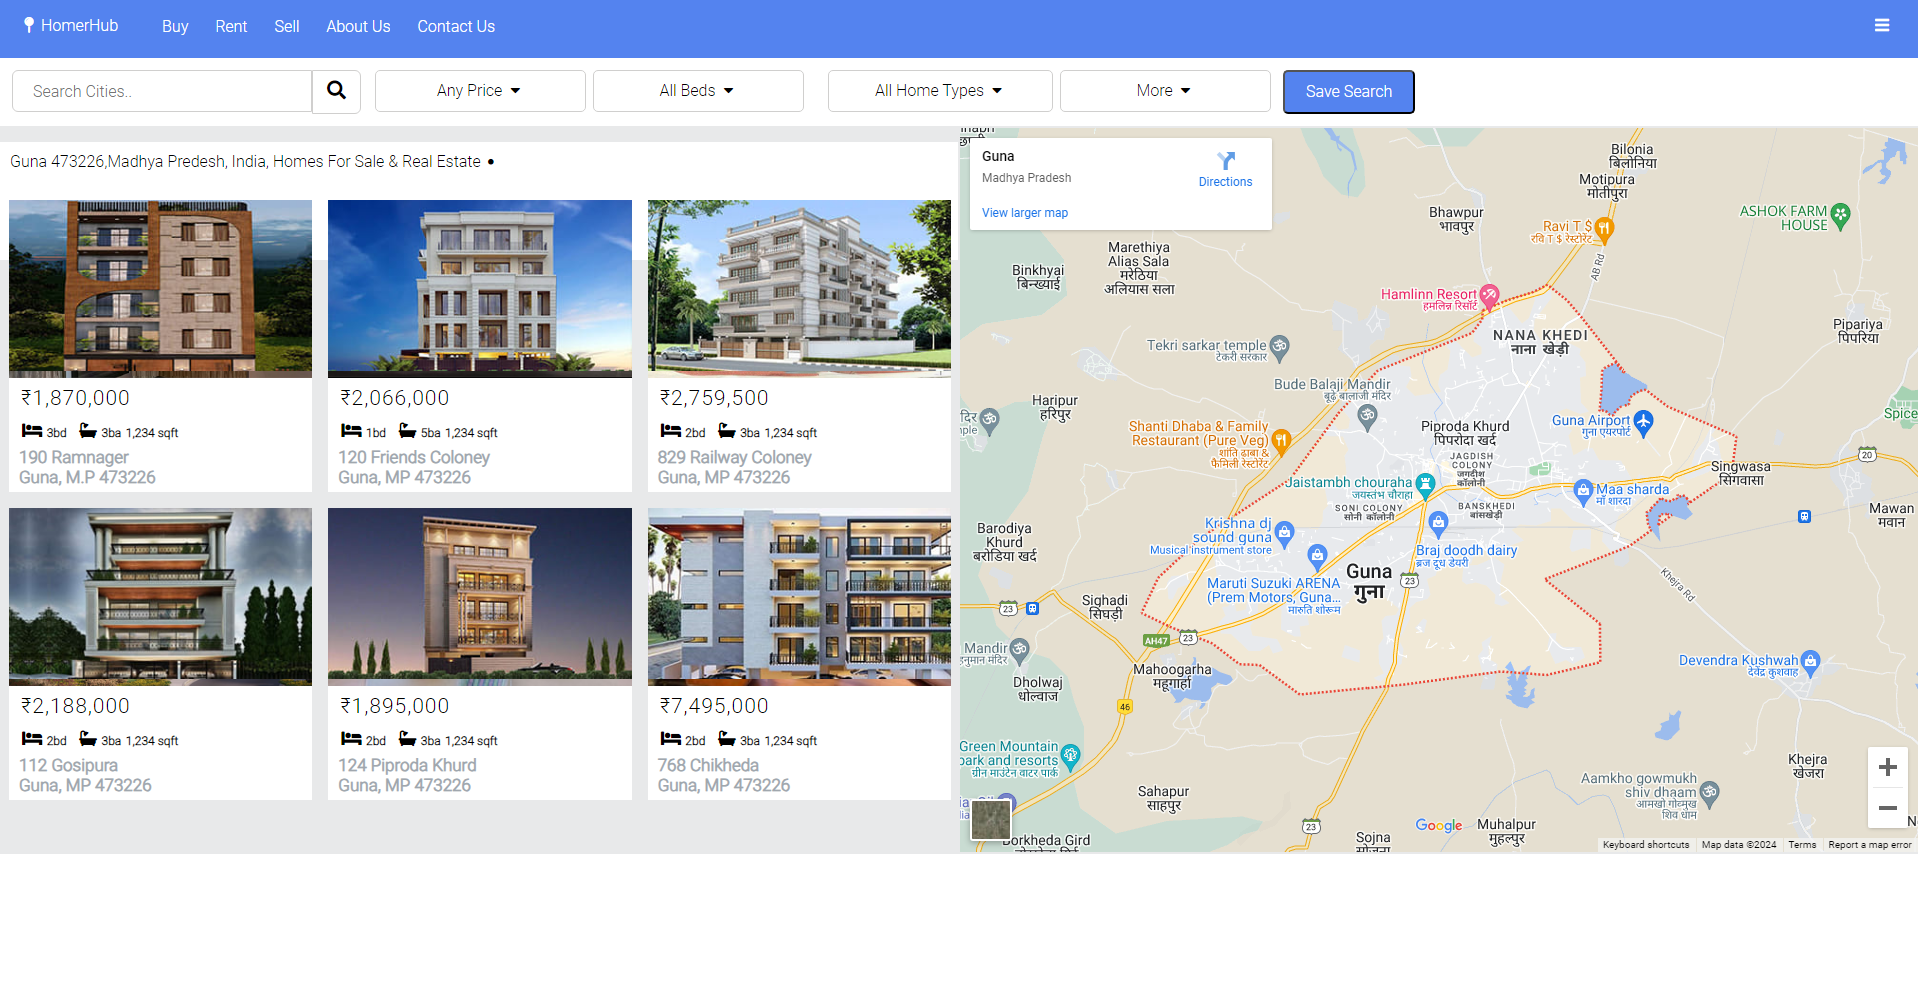 HomerHub
Buy
Rent
Sell
About Us
Contact Us
Search Cities..
Any Price
All Beds
All Home Types
More
Save Search
Guna 473226,Madhya Predesh, India, Homes For Sale & Real Estate •
₹1,870,000
3bd 3ba 1,234 sqft
190 Ramnager
Guna, M.P 473226
₹2,066,000
1bd 5ba 1,234 sqft
120 Friends Coloney
Guna, MP 473226
₹2,759,500
2bd 3ba 1,234 sqft
829 Railway Coloney
Guna, MP 473226
₹2,188,000
2bd 3ba 1,234 sqft
112 Gosipura
Guna, MP 473226
₹1,895,000
2bd 3ba 1,234 sqft
124 Piproda Khurd
Guna, MP 473226
₹7,495,000
2bd 3ba 1,234 sqft
768 Chikheda
Guna, MP 473226
Guna
Madhya Pradesh
Directions
View larger map
Bilonia
बिलोनिया
Motipura
मोतीपुरा
Bhawpur
भावपुर
Ravi T $
रवि T $ रेस्टोरेंट
AB Rd
ASHOK FARM
HOUSE
Marethiya
Alias Sala
मरेठिया
अलियास सला
Binkhyai
बिन्ख्याई
Hamlinn Resort
हमलिन्न रिसॉर्ट
NANA KHEDI
नाना खेड़ी
Pipariya
पिपरिया
Tekri sarkar temple
टेकरी सरकार
Bude Balaji Mandir
बूढ़े बालाजी मंदिर
Haripur
हरिपुर
Spice
Guna Airport
गुना एयरपोर्ट
Shanti Dhaba & Family
Restaurant (Pure Veg)
शांति ढाबा &
फैमिली रेस्टोरेंट
Piproda Khurd
पिपरोदा खर्द
JAGDISH
COLONY
जगदीश
कॉलोनी
20
Singwasa
सिंगवासा
Jaistambh chouraha
जयस्तंभ चौराहा
Maa sharda
माँ शारदा
SONI COLONY
सोनी कॉलोनी
BANSKHEDI
बांसखेड़ी
Mawan
मवान
Barodiya
Khurd
बरोडिया खर्द
Krishna dj
sound guna
Musical instrument store
Braj doodh dairy
ब्रज दूध डेयरी
Maruti Suzuki ARENA
(Prem Motors, Guna...
मारुति शोरूम
Guna
गुना
23
Khejra Rd
Sighadi
सिंघड़ी
23
AH47
23
Mandir
हनुमान मंदिर
Mahoogarha
महूगार्हा
Devendra Kushwah
देवेंद्र कुशवाह
Dholwaj
धोल्वाज
46
Green Mountain
park and resorts
ग्रीन माउंटेन वाटर पार्क
Khejra
खेजरा
Aamkho gowmukh
shiv dhaam
आमखो गोमुख
शिव धाम
Sahapur
साहपुर
23
Google
Muhalpur
मुहल्पुर
Sojna
Borkheda Gird
Keyboard shortcuts
Map data ©2024
Terms
Report a map error